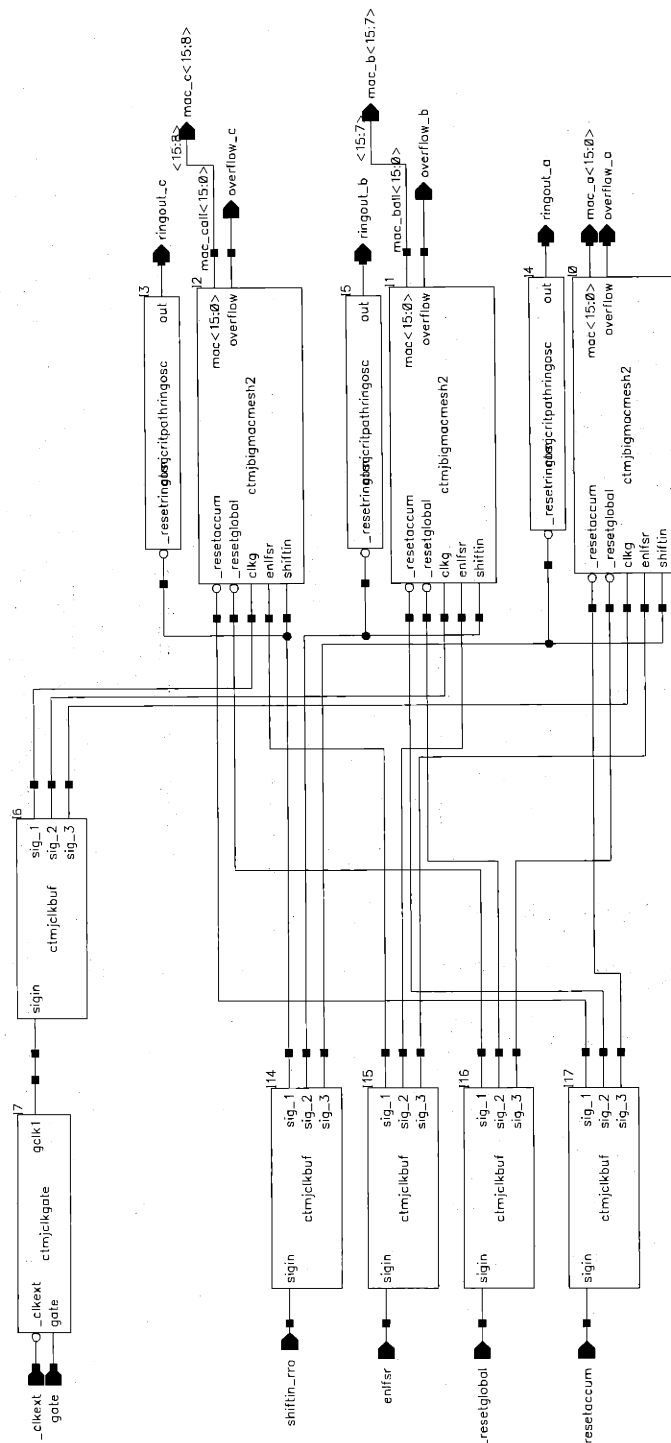 _clkext
gate
I7
_clkext
gate
ctmjclkgate
gclk1
I6
sigin
ctmjclkbuf
sig_1
sig_2
sig_3
shiftin_rro
I14
sigin
ctmjclkbuf
sig_1
sig_2
sig_3
enlfsr
I15
sigin
ctmjclkbuf
sig_1
sig_2
sig_3
_resetglobal
I16
sigin
ctmjclkbuf
sig_1
sig_2
sig_3
resetaccum
I17
sigin
ctmjclkbuf
sig_1
sig_2
sig_3
I3
out
ringout_c
I2
_resetaccum
_resetglobal
clkg
enlfsr
shiftin
ctmjbigmacmesh2
mac<15:0>
overflow
mac_call<15:0>
<15:8>
mac_c<15:8>
overflow_c
I5
out
ringout_b
I1
_resetaccum
_resetglobal
clkg
enlfsr
shiftin
ctmjbigmacmesh2
mac<15:0>
overflow
mac_ball<15:0>
<15:7>
mac_b<15:7>
overflow_b
I4
out
ringout_a
I0
_resetaccum
_resetglobal
clkg
enlfsr
shiftin
ctmjbigmacmesh2
mac<15:0>
overflow
mac_a<15:0>
overflow_a